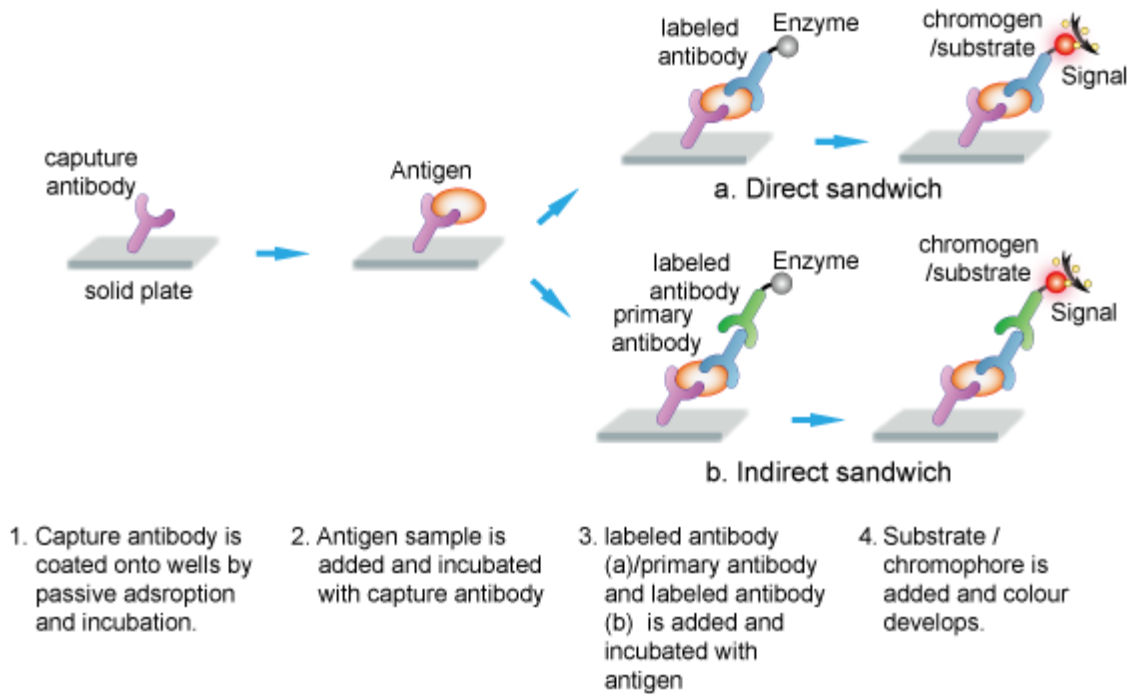 labeled
antibody
Enzyme
chromogen
/substrate
Signal
caputure
antibody
Antigen
solid plate
a. Direct sandwich
labeled
antibody
Enzyme
primary
antibody
chromogen
/substrate
Signal
b. Indirect sandwich
1. Capture antibody is
coated onto wells by
passive adsroption
and incubation.
2. Antigen sample is
added and incubated
with capture antibody
3. labeled antibody
(a)/primary antibody
and labeled antibody
(b) is added and
incubated with
antigen
4. Substrate /
chromophore is
added and colour
develops.